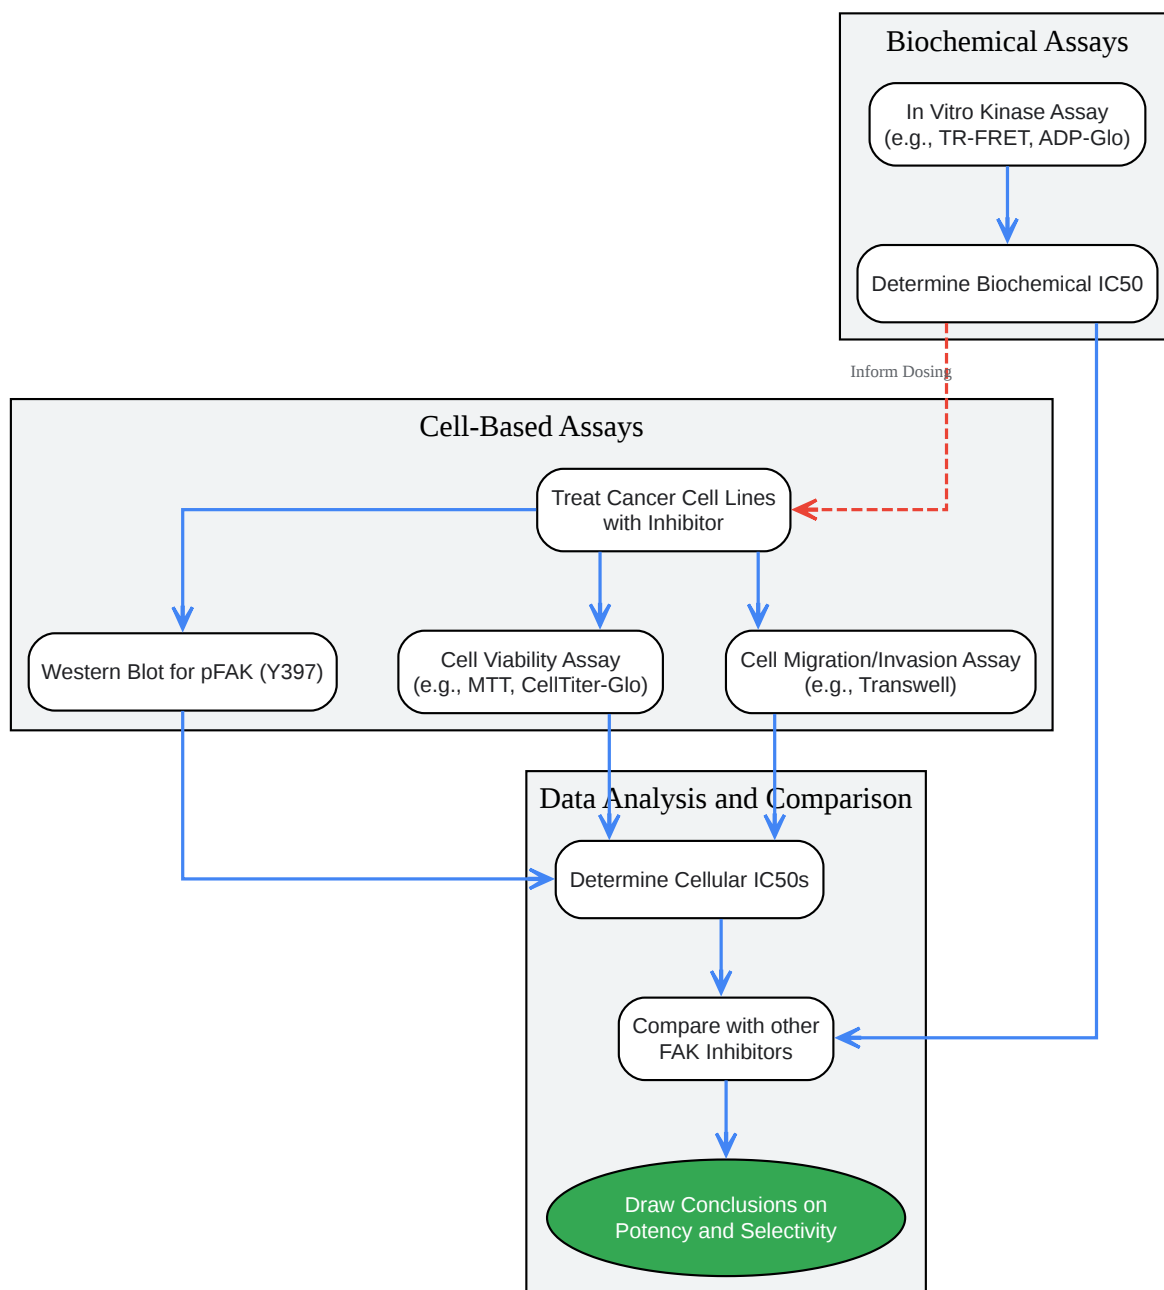 Biochemical Assays
In Vitro Kinase Assay
(e.g., TR-FRET, ADP-Glo)
Determine Biochemical IC50
Inform Dosing
Cell-Based Assays
Treat Cancer Cell Lines
with Inhibitor
Western Blot for pFAK (Y397)
Cell Viability Assay
(e.g., MTT, CellTiter-Glo)
Cell Migration/Invasion Assay
(e.g., Transwell)
Data Analysis and Comparison
Determine Cellular IC50s
Compare with other
FAK Inhibitors
Draw Conclusions on
Potency and Selectivity